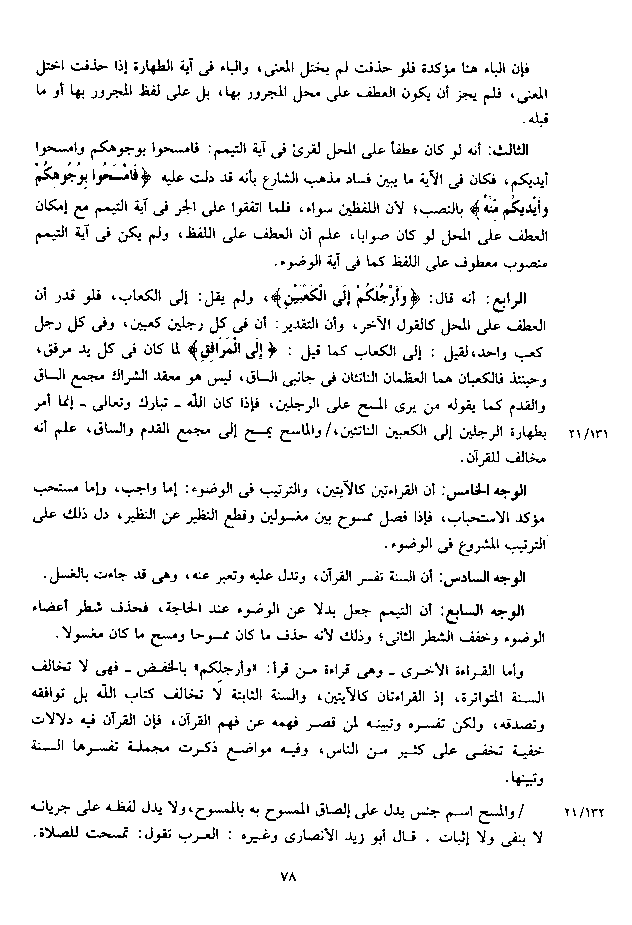 فإن الباء هنا مؤكدة فلو حذفت لم يختل المعنى، والباء فى آية الطهارة إذا حذفت اختل
المعنى، فلم يجز أن يكون العطف على محل المجرور بها، بل على لفظ المجرور بها أو ما
قبله.
الثالث: أنه لو كان عطفاً على المحل لقرئ فى آية التيمم: فامسحوا بوجوهكم وامسحوا
أيديكم، فكان فى الآية ما يبين فساد مذهب الشارع بأنه قد دلت عليه ﴿فَامْسَحُوا بِوُجُوهِكُمْ
وَأَيْدِيكُم مِّنْهُ﴾ بالنصب؛ لأن اللفظين سواء، فلما اتفقوا على الجر فى آية التيمم مع إمكان
العطف على المحل لو كان صوابا، علم أن العطف على اللفظ، ولم يكن فى آية التيمم
منصوب معطوف على اللفظ كما فى آية الوضوء.
الرابع: أنه قال: ﴿وَأَرْجُلَكُمْ إِلَى الْكَعْبَيْنِ﴾، ولم يقل: إلى الكعاب، فلو قدر أن
العطف على المحل كالقول الآخر، وأن التقدير: أن فى كل رجلين كعبين، وفى كل رجل
كعب واحد،لقيل : إلى الكعاب كما قيل : ﴿إِلَى الْمَرَافِقِ﴾ لما كان فى كل يد مرفق،
وحينئذ فالكعبان هما العظمان الناتئان فى جانبى الساق، ليس هو معقد الشراك مجمع الساق
والقدم كما يقوله من يرى المسح على الرجلين، فإذا كان الله ـ تبارك وتعالى ـ إنما أمر
بطهارة الرجلين إلى الكعبين الناتئين،/والماسح يمسح إلى مجمع القدم والساق، علم أنه
٢١/١٣١
مخالف للقرآن.
الوجه الخامس: أن القراءتين كالآيتين، والترتيب فى الوضوء: إما واجب، وإما مستحب
مؤكد الاستحباب، فإذا فصل ممسوح بين مغسولين وقطع النظير عن النظير، دل ذلك على
الترتيب المشروع فى الوضوء.
الوجه السادس: أن السنة تفسر القرآن، وتدل عليه وتعبر عنه، وهى قد جاءت بالغسل.
الوجه السابع: أن التيمم جعل بدلا عن الوضوء عند الحاجة، فحذف شطر أعضاء
الوضوء وخفف الشطر الثانى؛ وذلك لأنه حذف ما كان ممسوحا ومسح ما كان مغسولا.
وأما القراءة الأخرى ـ وهى قراءة من قرأ: «وأرجلِكم» بالخفض ـ فهى لا تخالف
السنة المتواترة، إذ القراءتان كالآيتين، والسنة الثابتة لا تخالف كتاب الله بل توافقه
وتصدقه، ولكن تفسره وتبينه لمن قصر فهمه عن فهم القرآن، فإن القرآن فيه دلالات
خفية تخفى على كثير من الناس، وفيه مواضع ذكرت مجملة تفسرها السنة
وتبينها.
/والمسح اسم جنس يدل على إلصاق الممسوح به بالممسوح،ولا يدل لفظه على جريانه
٢١/١٣٢
لا بنفى ولا إثبات . قال أبو زيد الأنصارى وغيره : العرب تقول: تمسحت للصلاة.
٧٨